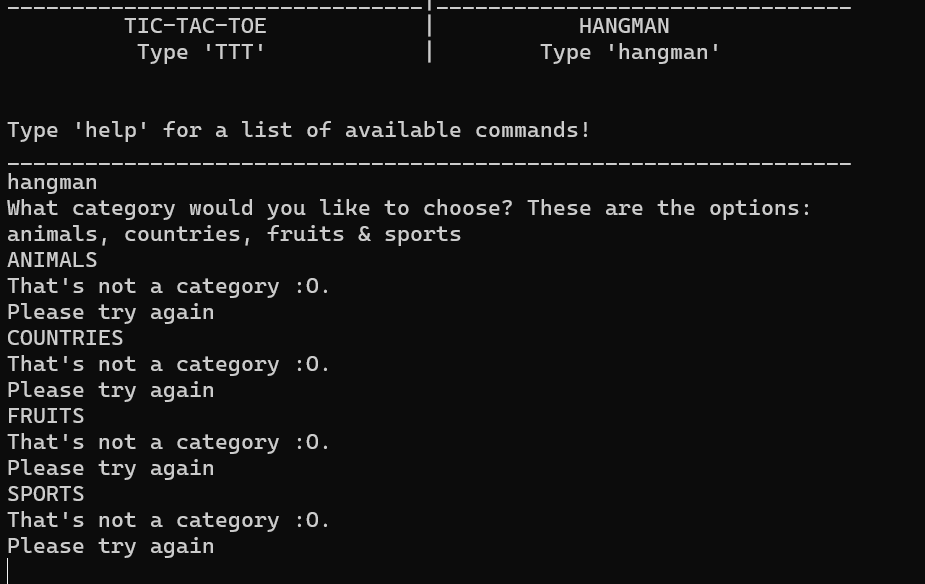 TIC-TAC-TOE | HANGMAN
Type 'TTT' | Type 'hangman'
Type 'help' for a list of available commands!
hangman
What category would you like to choose? These are the options:
animals, countries, fruits & sports
ANIMALS
That's not a category :O.
Please try again
COUNTRIES
That's not a category :O.
Please try again
FRUITS
That's not a category :O.
Please try again
SPORTS
That's not a category :O.
Please try again